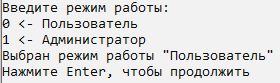 Введите режим работы:
0 <- Пользователь
1 <- Администратор
Выбран режим работы "Пользователь"
Нажмите Enter, чтобы продолжить